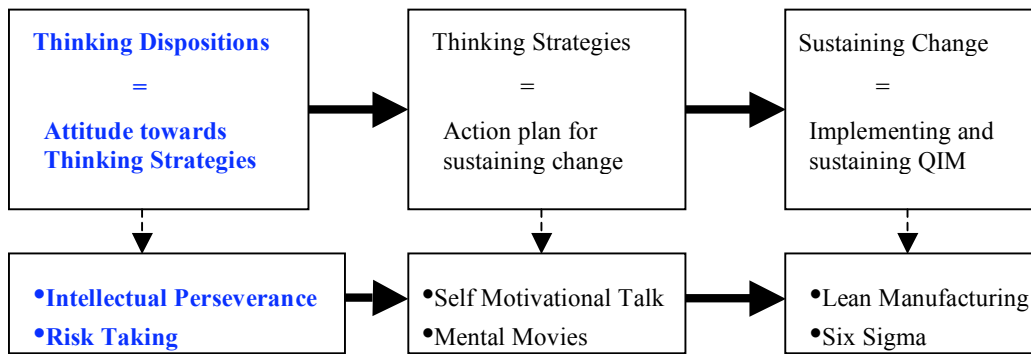 Thinking Dispositions
=
Attitude towards
Thinking Strategies
Thinking Strategies
=
Action plan for
sustaining change
Sustaining Change
=
Implementing and
sustaining QIM
•Intellectual Perseverance
•Risk Taking
•Self Motivational Talk
•Mental Movies
•Lean Manufacturing
•Six Sigma